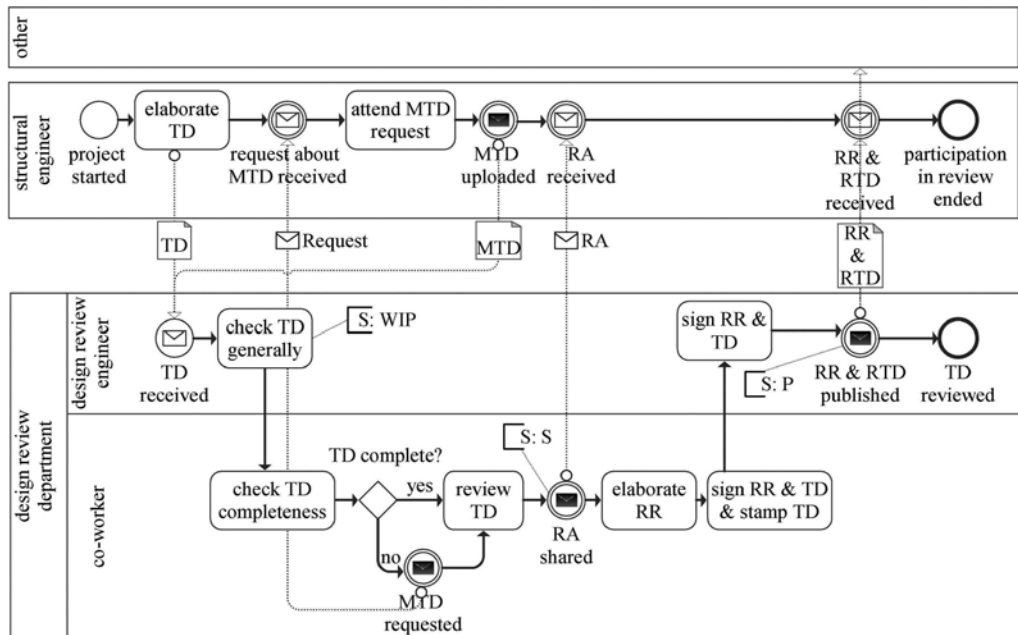 other
structural
engineer
project
started
elaborate
TD
request about
MTD received
attend MTD
request
MTD
uploaded
RA
received
RR &
RTD
received
participation
in review
ended
TD
Request
MTD
RA
RR
&
RTD
design review
department
design review
engineer
TD
received
check TD
generally
S: WIP
sign RR &
TD
S: P
RR & RTD
published
TD
reviewed
co-worker
check TD
completeness
TD complete?
yes
no
MTD
requested
review
TD
S: S
RA
shared
elaborate
RR
sign RR & TD
& stamp TD